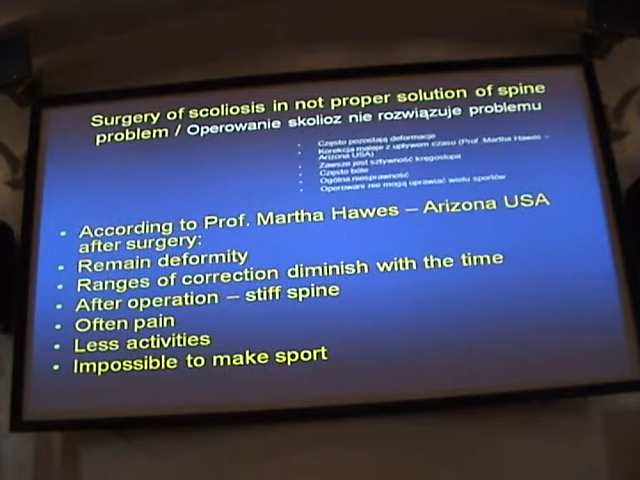 Surgery of scoliosis in not proper solution of spine
problem / Operowanie skolioz nie rozwiązuje problemu
• Często pozostają deformacje
• Korekcja maleje z upływem czasu (Prof. Martha Hawes –
Arizona USA)
• Zawsze jest sztywność kręgosłupa
• Często bóle
• Ogólna niesprawność
• Operowani nie mogą uprawiać wielu sportów
• According to Prof. Martha Hawes – Arizona USA
after surgery:
• Remain deformity
• Ranges of correction diminish with the time
• After operation – stiff spine
• Often pain
• Less activities
• Impossible to make sport